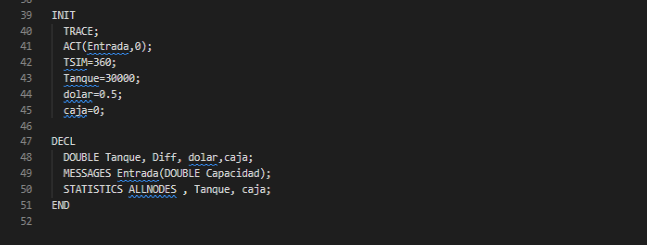 39 INIT
40 TRACE;
41 ACT(Entrada,0);
42 TSIM=360;
43 Tanque=30000;
44 dolar=0.5;
45 caja=0;
46
47 DECL
48 DOUBLE Tanque, Diff, dolar,caja;
49 MESSAGES Entrada(DOUBLE Capacidad);
50 STATISTICS ALLNODES , Tanque, caja;
51 END
52